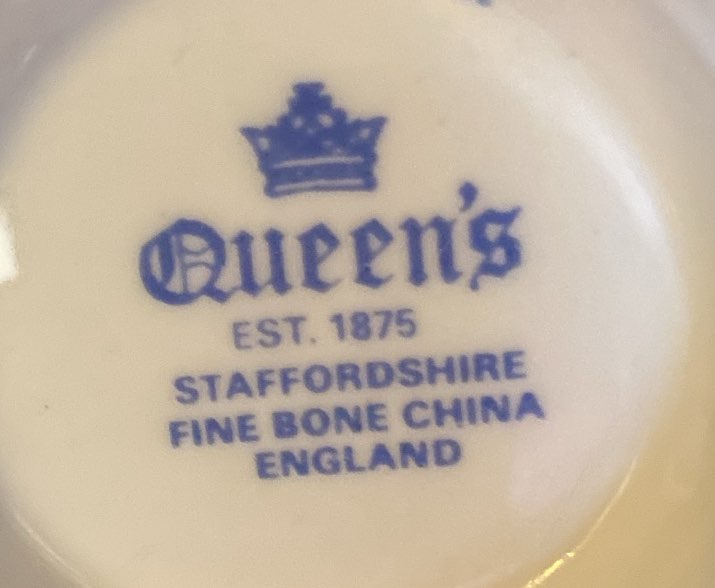 Queen's
EST. 1875
STAFFORDSHIRE
FINE BONE CHINA
ENGLAND